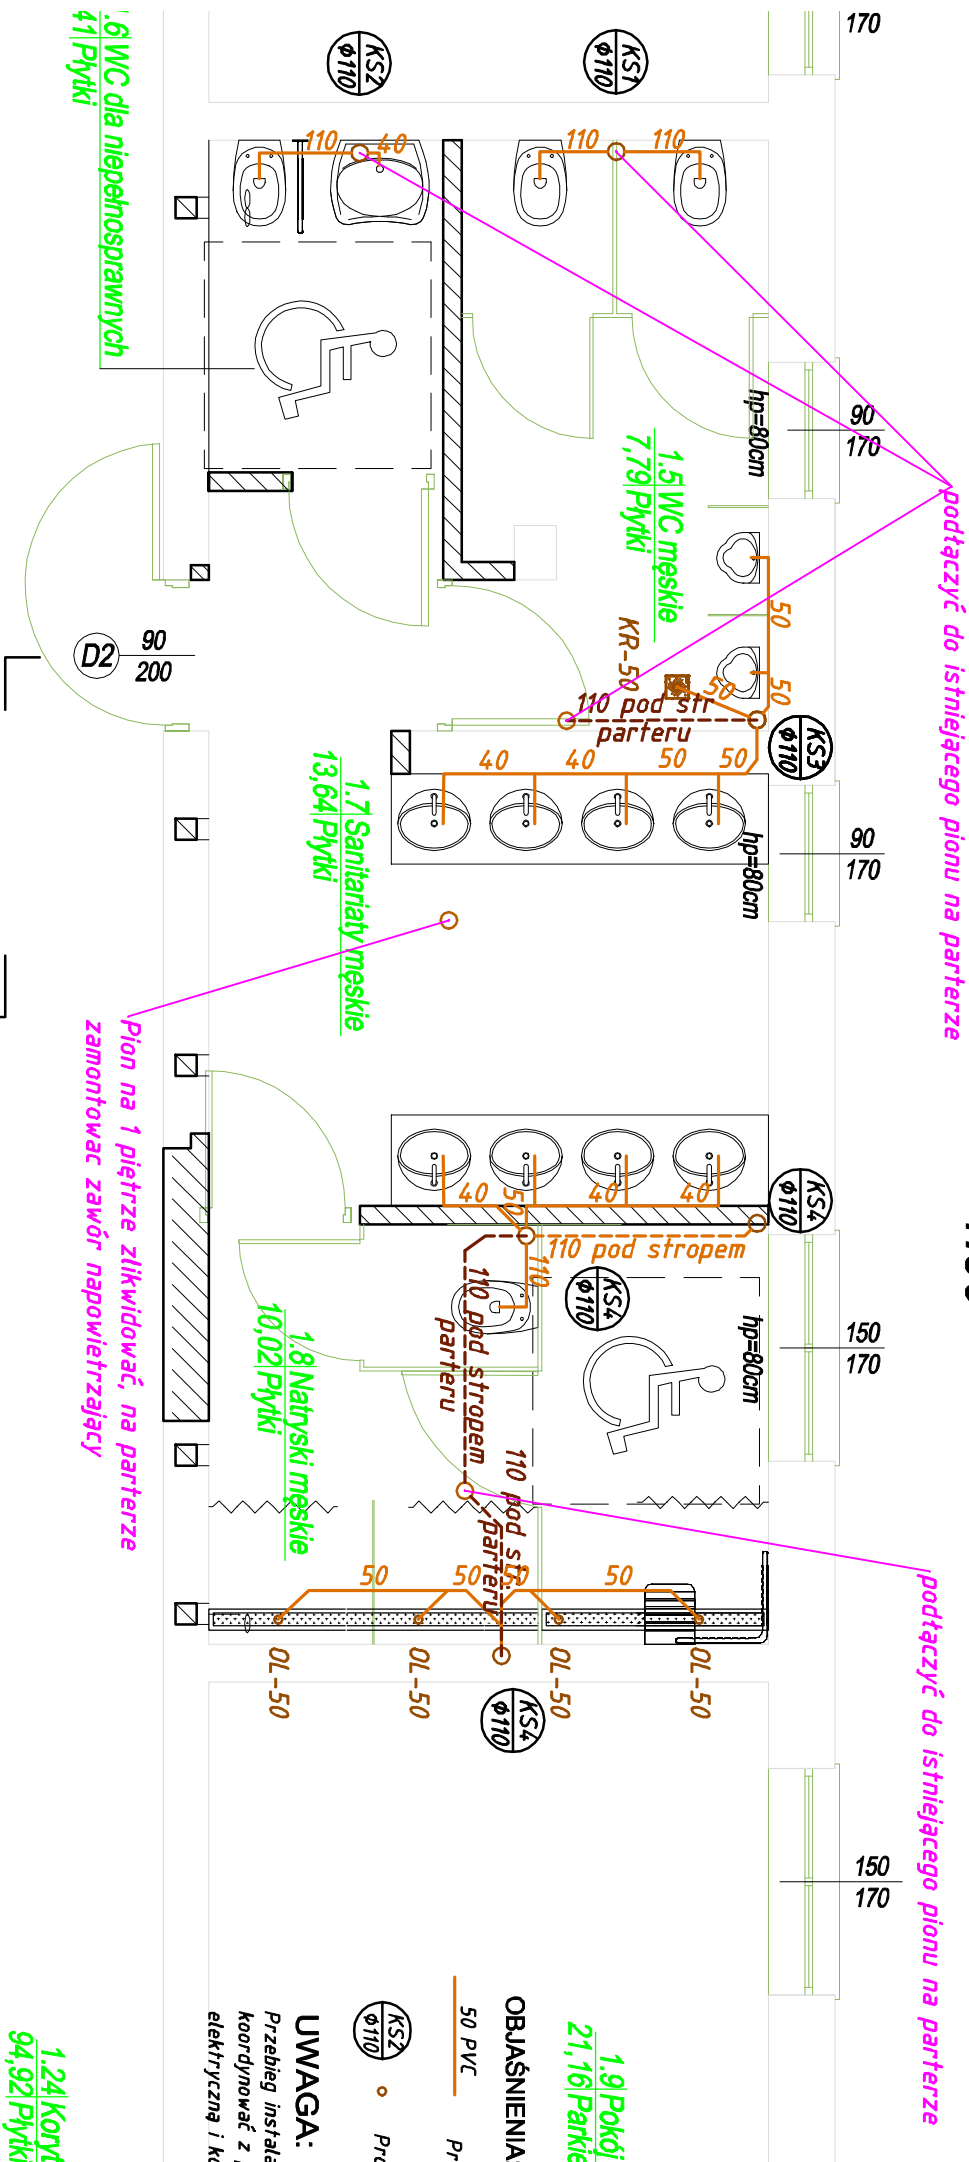 170
KS2
ϕ110
KS1
ϕ110
.6 WC dla niepełnosprawnych
41 Płytki
110
40
110
110
90
170
hp=80cm
podłączyć do istniejącego pionu na parterze
1.5 WC męskie
7,79 Płytki
50
50
50
KR-50
110 pod str
parteru
KS3
ϕ110
D2
90
200
40
40
50
50
90
170
hp=80cm
1.7 Sanitariaty męskie
13,64 Płytki
Pion na 1 piętrze zlikwidować, na parterze
zamontować zawór napowietrzający
40
50
40
40
KS4
ϕ110
110 pod stropem
110
KS4
ϕ110
110 pod stropem
parteru
150
170
hp=80cm
1.8 Natryski męskie
10,02 Płytki
110 pod str.
parteru
50
50
50
50
OL-50
OL-50
OL-50
OL-50
KS4
ϕ110
podłączyć do istniejącego pionu na parterze
150
170
1.9 Pokój
21,16 Parkie
OBJAŚNIENIA
50 PVC
Pr
KS2
ϕ110
Pro
UWAGA:
Przebieg instala
koordynować z
elektryczną i ka
1.24 Koryt
94,92 Płytki